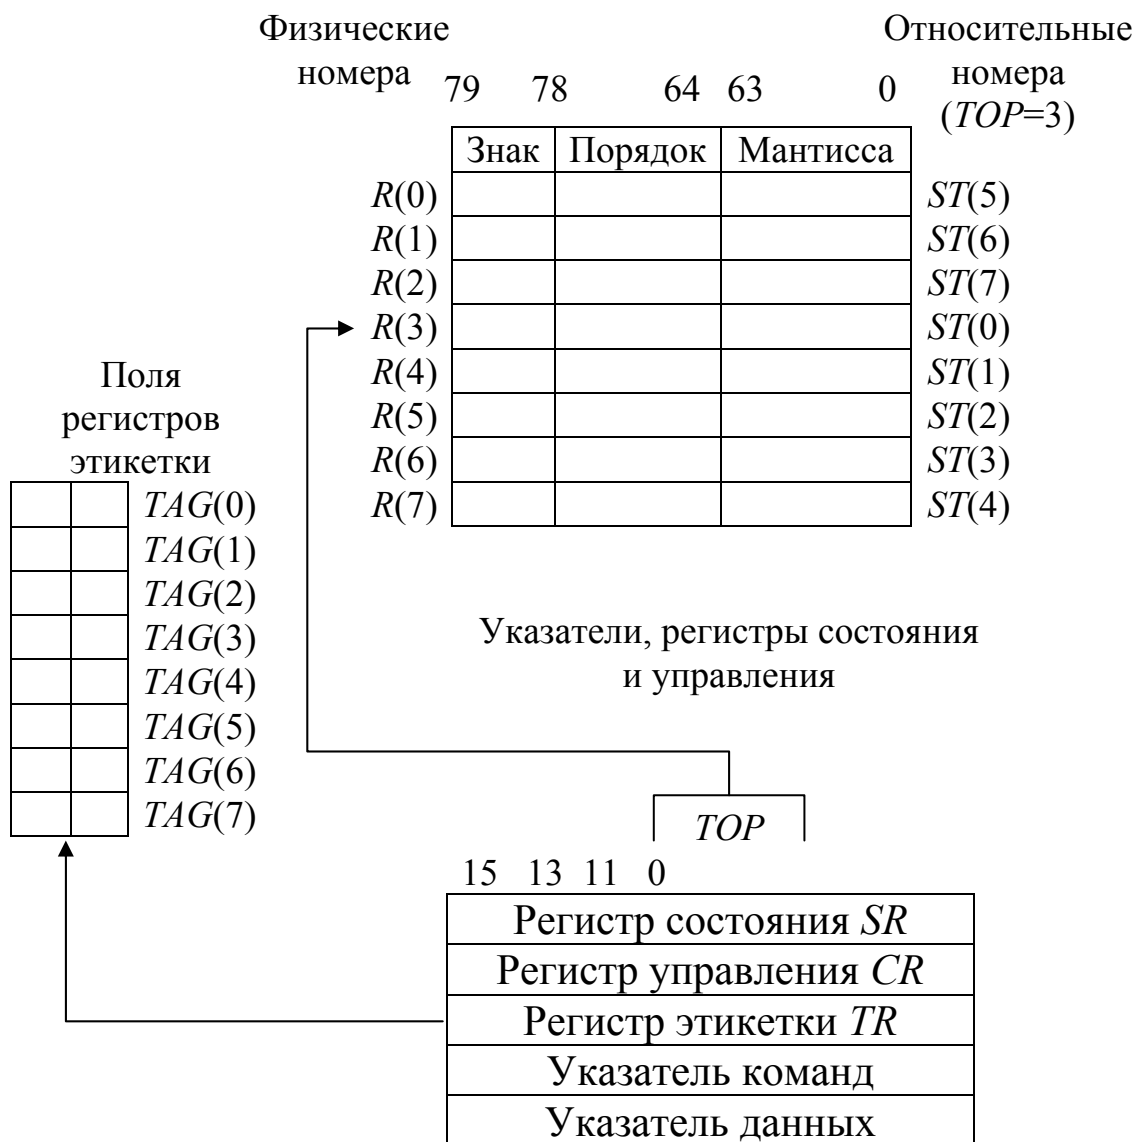 Физические
номера
Относительные
номера
(TOP=3)
79 78 64 63 0
Знак Порядок Мантисса
R(0) ST(5)
R(1) ST(6)
R(2) ST(7)
R(3) ST(0)
R(4) ST(1)
R(5) ST(2)
R(6) ST(3)
R(7) ST(4)
Поля
регистров
этикетки
TAG(0)
TAG(1)
TAG(2)
TAG(3)
TAG(4)
TAG(5)
TAG(6)
TAG(7)
Указатели, регистры состояния
и управления
TOP
15 13 11 0
Регистр состояния SR
Регистр управления CR
Регистр этикетки TR
Указатель команд
Указатель данных